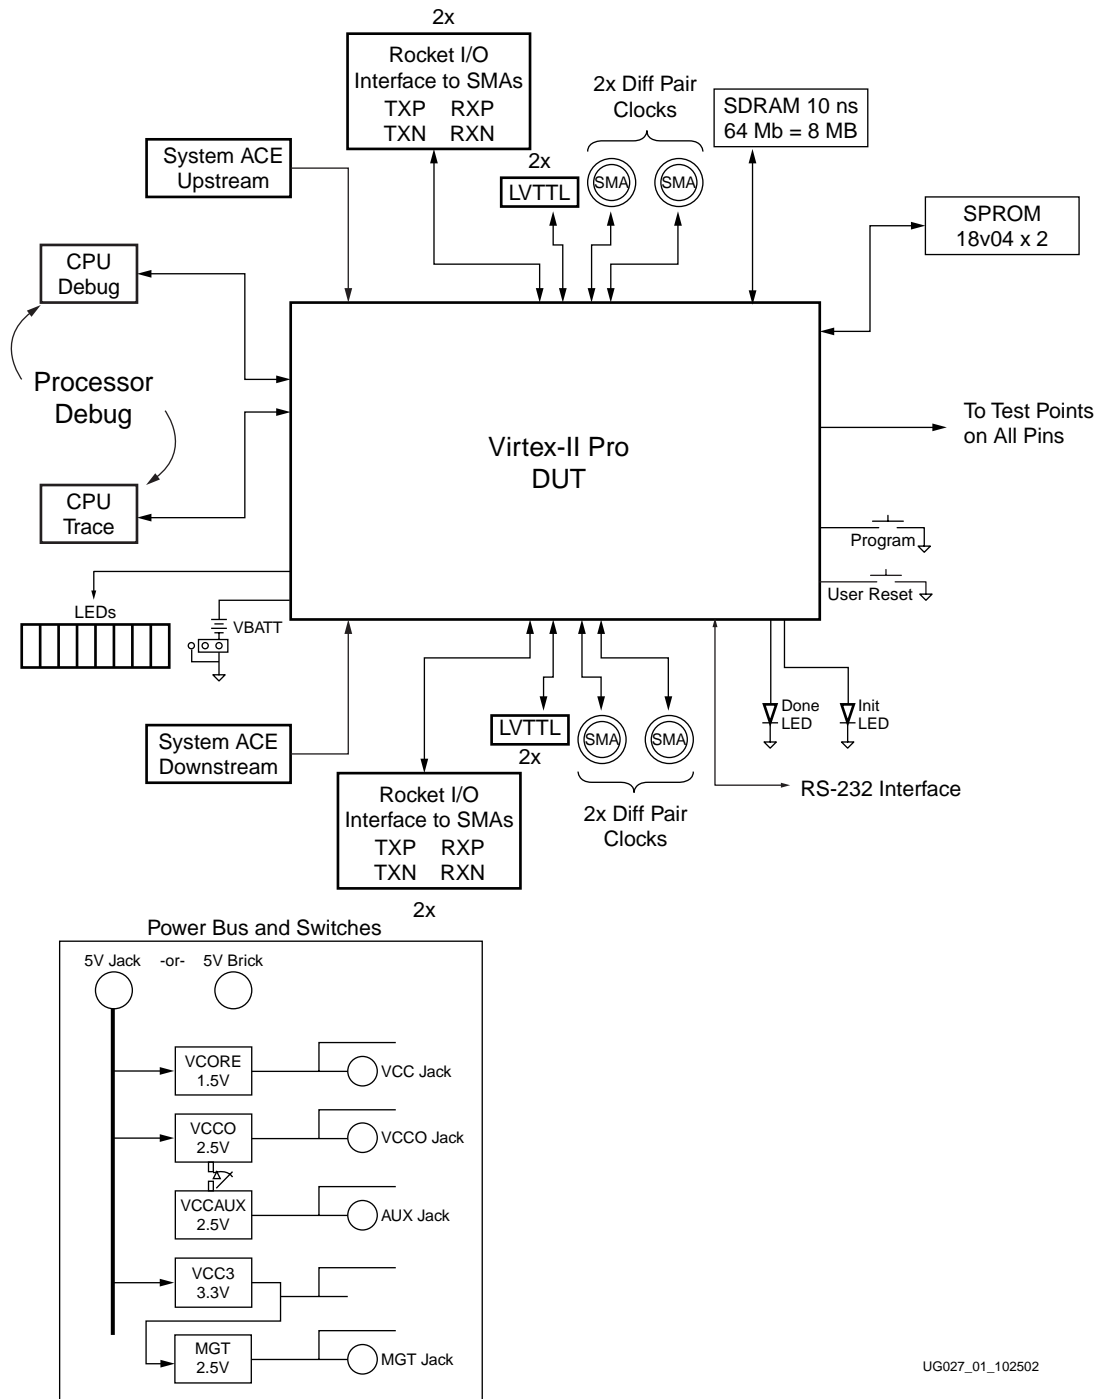 2x
Rocket I/O
Interface to SMAs
TXP RXP
TXN RXN
2x Diff Pair
Clocks
SDRAM 10 ns
64 Mb = 8 MB
System ACE
Upstream
2x
LVTTL
SMA
SMA
SPROM
18v04 x 2
CPU
Debug
Processor
Debug
CPU
Trace
Virtex-II Pro
DUT
To Test Points
on All Pins
Program
User Reset
LEDs
VBATT
System ACE
Downstream
LVTTL
2x
SMA
SMA
2x Diff Pair
Clocks
Done
LED
Init
LED
RS-232 Interface
Rocket I/O
Interface to SMAs
TXP RXP
TXN RXN
2x
Power Bus and Switches
5V Jack -or- 5V Brick
VCORE
1.5V
VCC Jack
VCCO
2.5V
VCCO Jack
VCCAUX
2.5V
AUX Jack
VCC3
3.3V
MGT
2.5V
MGT Jack
UG027_01_102502